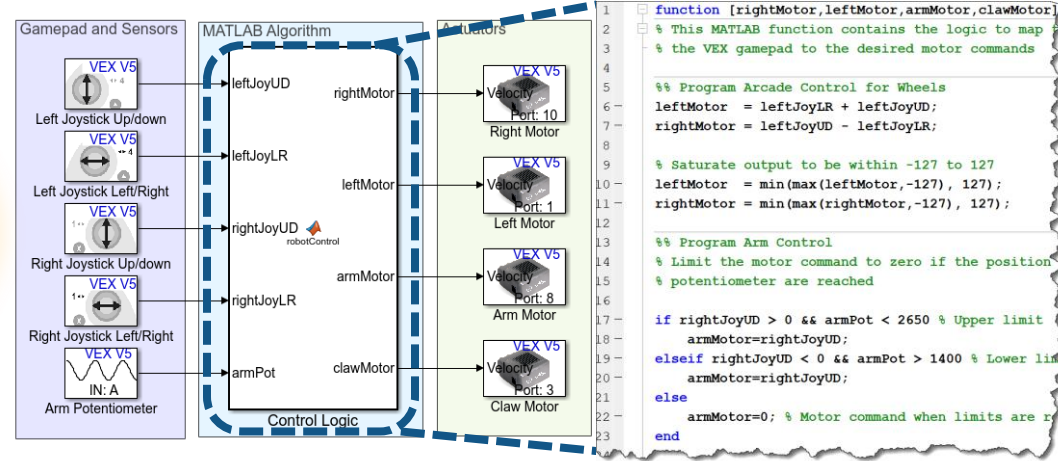 Gamepad and Sensors
VEX V5
4
Left Joystick Up/down
VEX V5
4
Left Joystick Left/Right
VEX V5
1
Right Joystick Up/down
VEX V5
1
Right Joystick Left/Right
VEX V5
IN: A
Arm Potentiometer
MATLAB Algorithm
leftJoyUD
leftJoyLR
rightJoyUD
rightJoyLR
armPot
robotControl
rightMotor
leftMotor
armMotor
clawMotor
Control Logic
Actuators
VEX V5
Velocity
Port: 10
Right Motor
VEX V5
Velocity
Port: 1
Left Motor
VEX V5
Velocity
Port: 8
Arm Motor
VEX V5
Velocity
Port: 3
Claw Motor
1 function [rightMotor,leftMotor,armMotor,clawMotor]
2 % This MATLAB function contains the logic to map
3 % the VEX gamepad to the desired motor commands
4
5 %% Program Arcade Control for Wheels
6 leftMotor = leftJoyLR + leftJoyUD;
7 rightMotor = leftJoyUD - leftJoyLR;
8
9 % Saturate output to be within -127 to 127
10 leftMotor = min(max(leftMotor,-127), 127);
11 rightMotor = min(max(rightMotor,-127), 127);
12
13 %% Program Arm Control
14 % Limit the motor command to zero if the position
15 % potentiometer are reached
16
17 if rightJoyUD > 0 && armPot < 2650 % Upper limit
18 armMotor=rightJoyUD;
19 elseif rightJoyUD < 0 && armPot > 1400 % Lower
20 armMotor=rightJoyUD;
21 else
22 armMotor=0; % Motor command when limits are
23 end